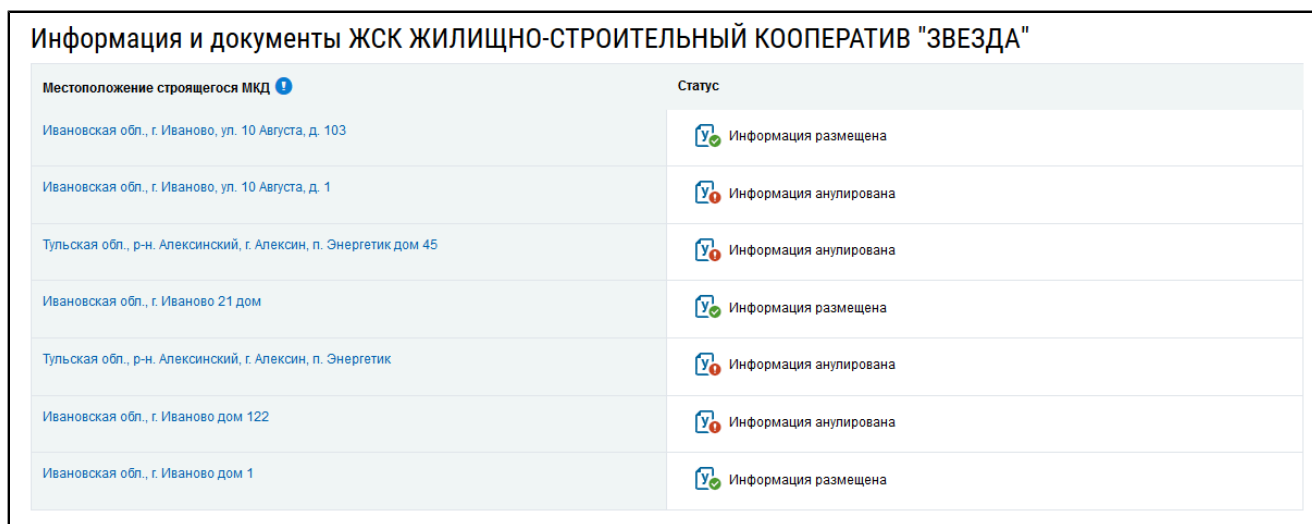 Информация и документы ЖСК ЖИЛИЩНО-СТРОИТЕЛЬНЫЙ КООПЕРАТИВ "ЗВЕЗДА"
Местоположение строящегося МКД Статус
Ивановская обл., г. Иваново, ул. 10 Августа, д. 103 Информация размещена
Ивановская обл., г. Иваново, ул. 10 Августа, д. 1 Информация анулирована
Тульская обл., р-н. Алексинский, г. Алексин, п. Энергетик дом 45 Информация анулирована
Ивановская обл., г. Иваново 21 дом Информация размещена
Тульская обл., р-н. Алексинский, г. Алексин, п. Энергетик Информация анулирована
Ивановская обл., г. Иваново дом 122 Информация анулирована
Ивановская обл., г. Иваново дом 1 Информация размещена